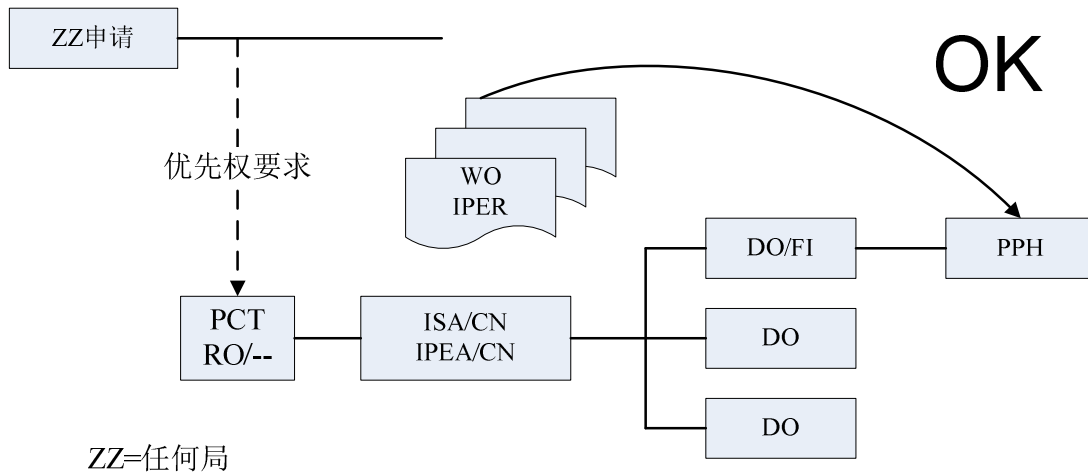 ZZ申请
OK
优先权要求
WO
IPER
DO/FI
PPH
PCT
RO/--
ISA/CN
IPEA/CN
DO
DO
ZZ=任何局